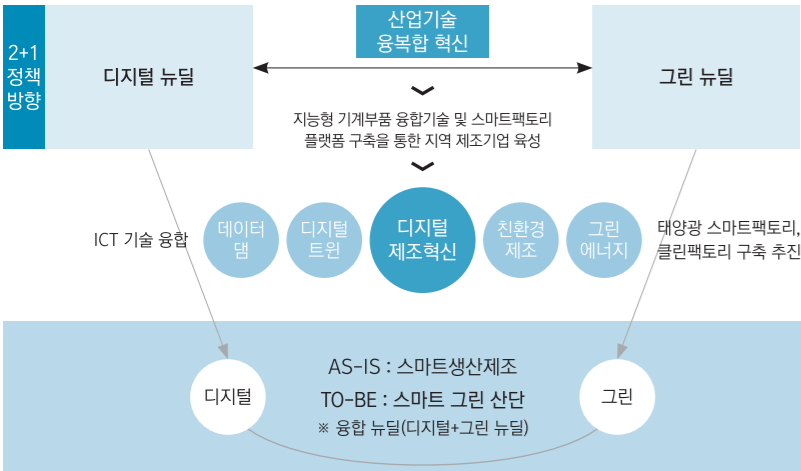 2+1
정책
방향
디지털 뉴딜
산업기술
융복합 혁신
그린 뉴딜
지능형 기계부품 융합기술 및 스마트팩토리
플랫폼 구축을 통한 지역 제조기업 육성
ICT 기술 융합
데이터
댐
디지털
트윈
디지털
제조혁신
친환경
제조
그린
에너지
태양광 스마트팩토리,
클린팩토리 구축 추진
디지털
AS-IS : 스마트생산제조
TO-BE : 스마트 그린 산단
※ 융합 뉴딜(디지털+그린 뉴딜)
그린